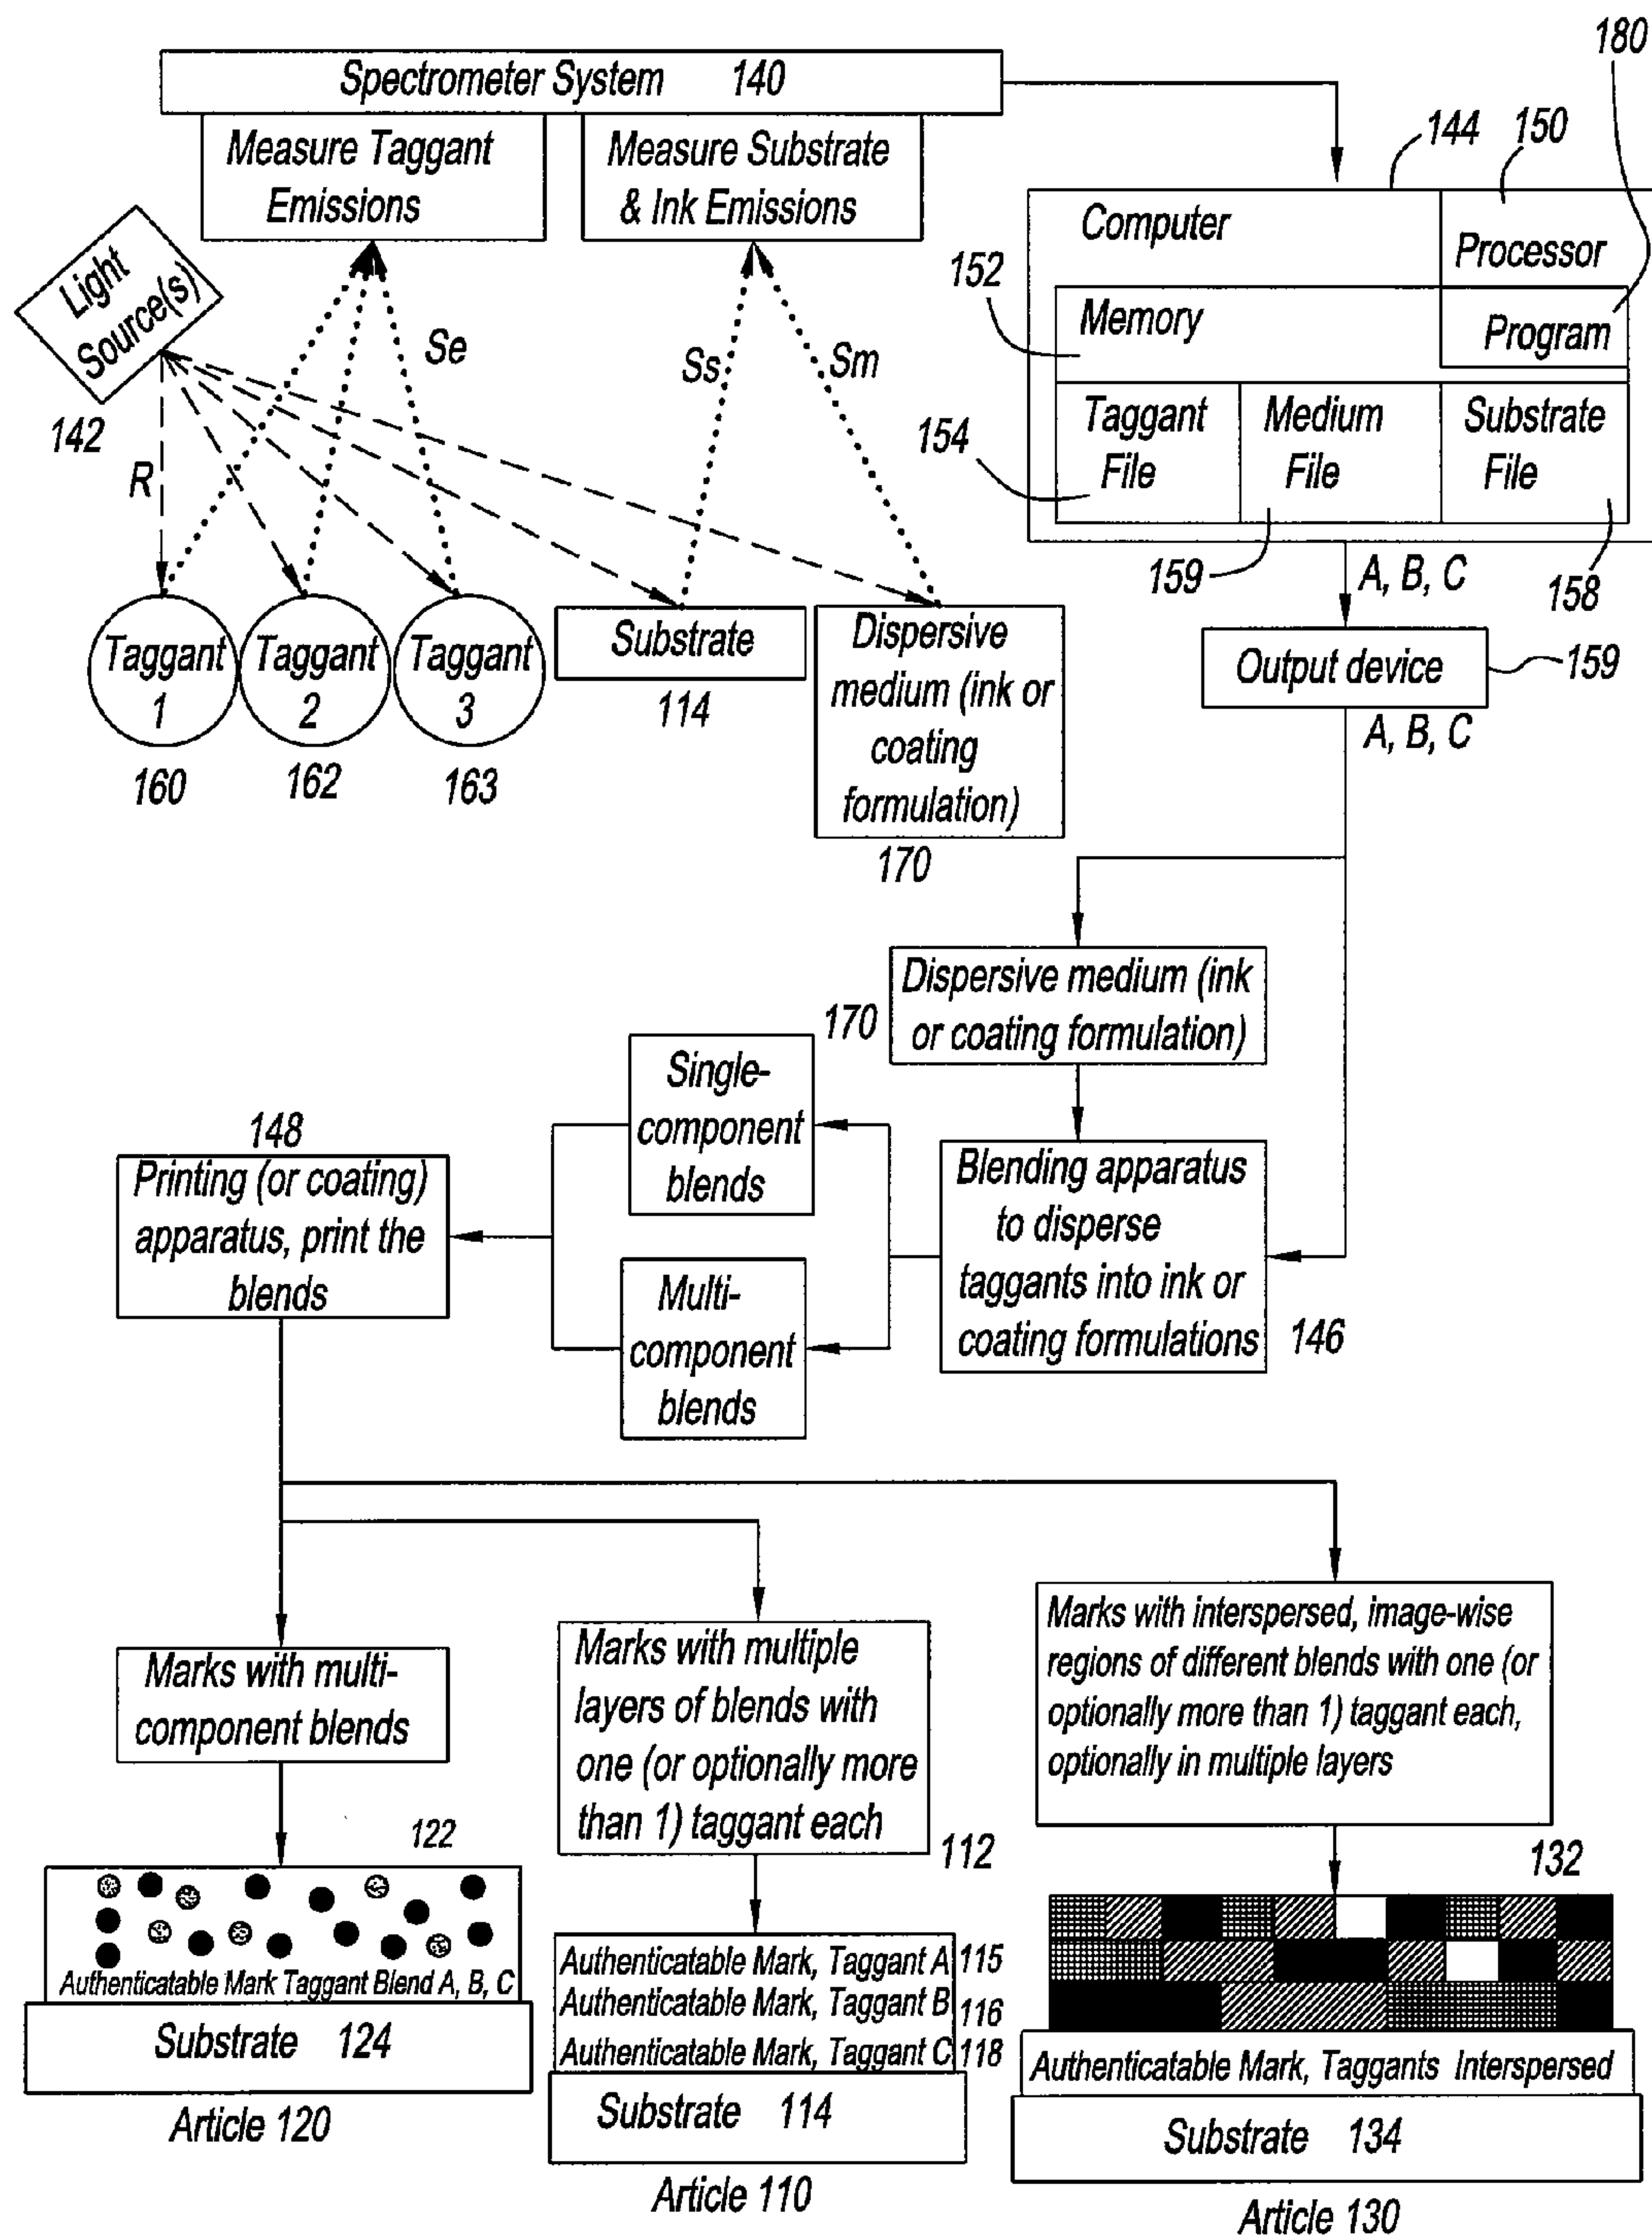 180
Spectrometer System 140
Measure Taggant
Emissions
Measure Substrate
& Ink Emissions
144
150
Light
Source(s)
142
R
Se
Ss
Sm
Computer
Processor
152
Memory
Program
154
Taggant
File
Medium
File
Substrate
File
159
A, B, C
158
Taggant
1
160
Taggant
2
162
Taggant
3
163
Substrate
114
Dispersive
medium (ink or
coating
formulation)
170
Output device
159
A, B, C
Dispersive medium (ink
or coating formulation)
170
Single-
component
blends
Multi-
component
blends
Blending apparatus
to disperse
taggants into ink or
coating formulations
146
148
Printing (or coating)
apparatus, print the
blends
Marks with multi-
component blends
Marks with multiple
layers of blends with
one (or optionally more
than 1) taggant each
Marks with interspersed, image-wise
regions of different blends with one (or
optionally more than 1) taggant each,
optionally in multiple layers
122
Authenticatable Mark Taggant Blend A, B, C
Substrate 124
Article 120
112
Authenticatable Mark, Taggant A 115
Authenticatable Mark, Taggant B 116
Authenticatable Mark, Taggant C 118
Substrate 114
Article 110
132
Authenticatable Mark, Taggants Interspersed
Substrate 134
Article 130